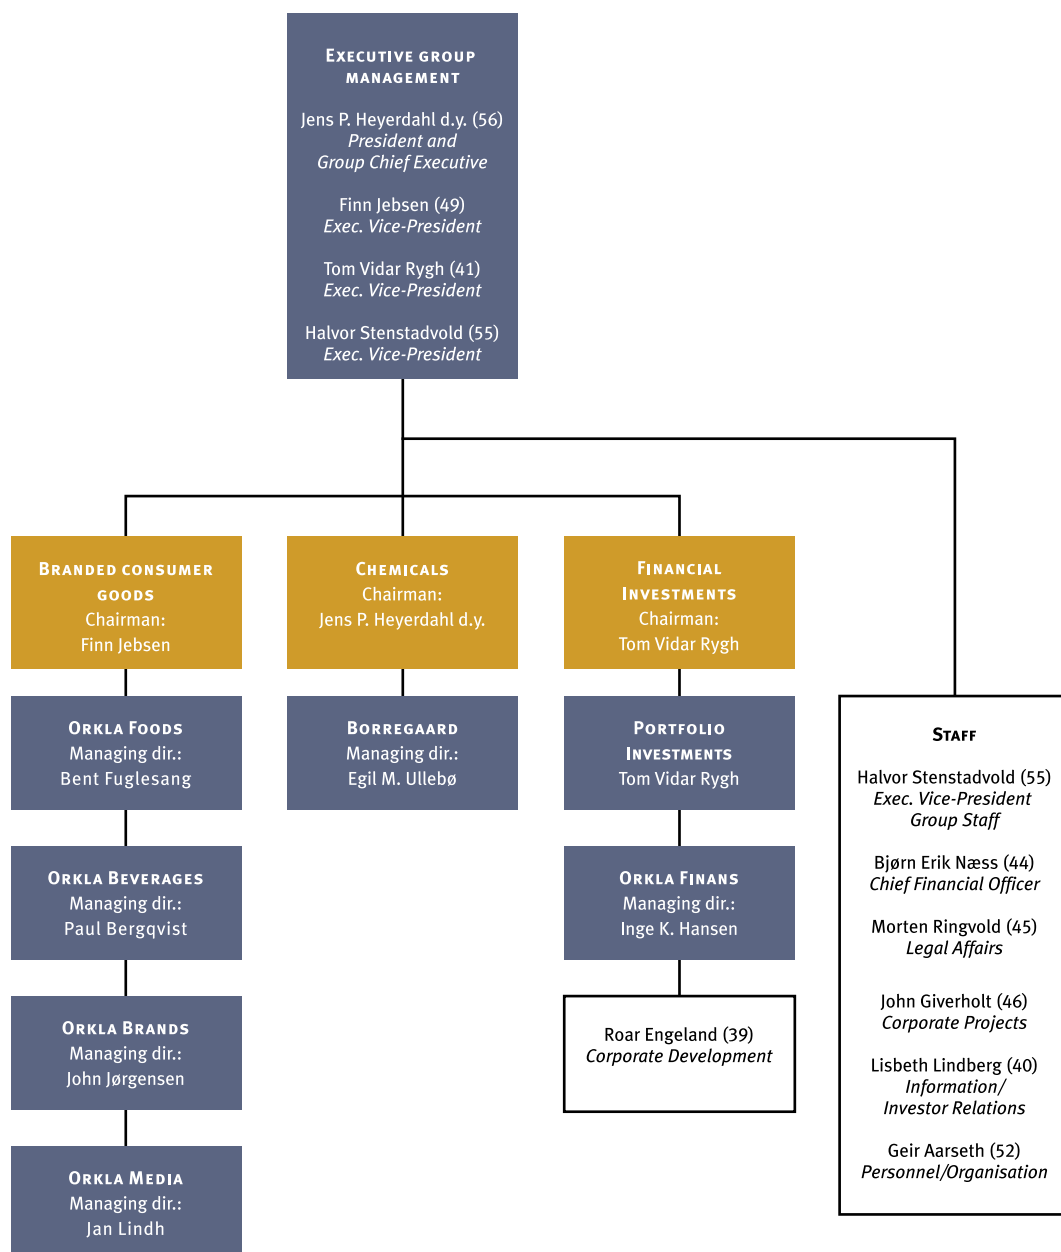 EXECUTIVE GROUP
MANAGEMENT
Jens P. Heyerdahl d.y. (56)
President and
Group Chief Executive
Finn Jebsen (49)
Exec. Vice-President
Tom Vidar Rygh (41)
Exec. Vice-President
Halvor Stenstadvold (55)
Exec. Vice-President
BRANDED CONSUMER
GOODS
Chairman:
Finn Jebsen
ORKLA FOODS
Managing dir.:
Bent Fuglesang
ORKLA BEVERAGES
Managing dir.:
Paul Bergqvist
ORKLA BRANDS
Managing dir.:
John Jørgensen
ORKLA MEDIA
Managing dir.:
Jan Lindh
CHEMICALS
Chairman:
Jens P. Heyerdahl d.y.
BORREGAARD
Managing dir.:
Egil M. Ullebø
FINANCIAL
INVESTMENTS
Chairman:
Tom Vidar Rygh
PORTFOLIO
INVESTMENTS
Tom Vidar Rygh
ORKLA FINANS
Managing dir.:
Inge K. Hansen
Roar Engeland (39)
Corporate Development
STAFF
Halvor Stenstadvold (55)
Exec. Vice-President
Group Staff
Bjørn Erik Næss (44)
Chief Financial Officer
Morten Ringvold (45)
Legal Affairs
John Giverholt (46)
Corporate Projects
Lisbeth Lindberg (40)
Information/
Investor Relations
Geir Aarseth (52)
Personnel/Organisation